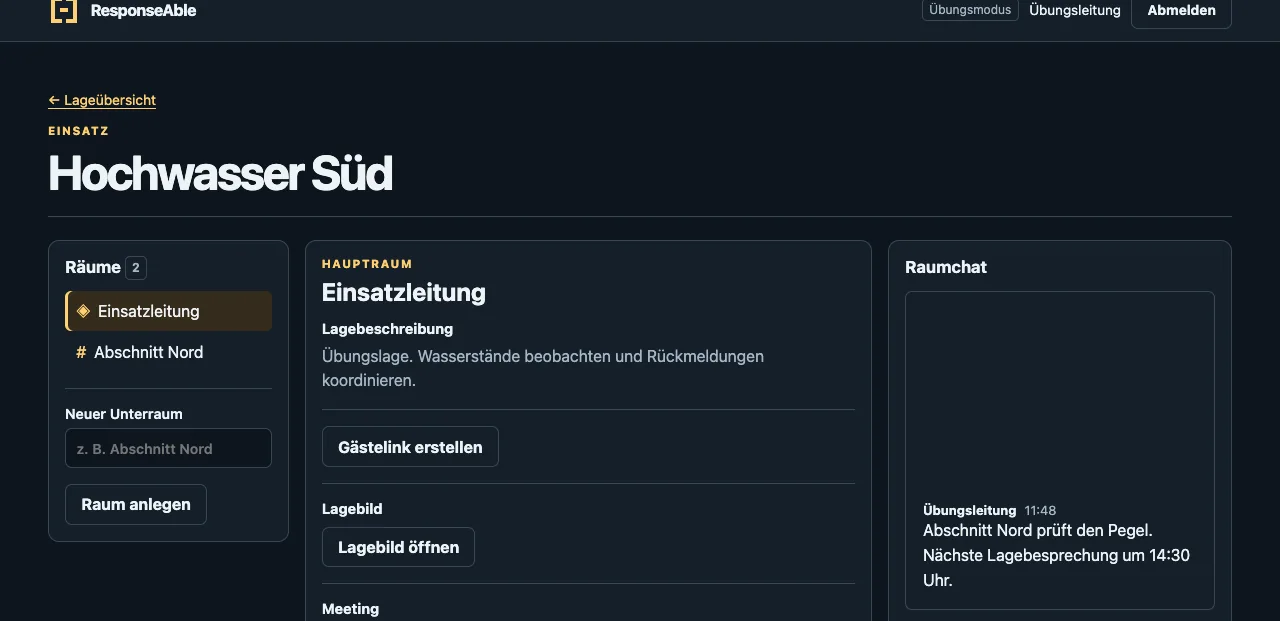 ResponseAble
Übungsmodus
Übungsleitung
Abmelden
← Lageübersicht
EINSATZ
Hochwasser Süd
Räume 2
Einsatzleitung
# Abschnitt Nord
Neuer Unterraum
z. B. Abschnitt Nord
Raum anlegen
HAUPTRAUM
Einsatzleitung
Lagebeschreibung
Übungslage. Wasserstände beobachten und Rückmeldungen
koordinieren.
Gästelink erstellen
Lagebild
Lagebild öffnen
Meeting
Raumchat
Übungsleitung 11:48
Abschnitt Nord prüft den Pegel.
Nächste Lagebesprechung um 14:30
Uhr.